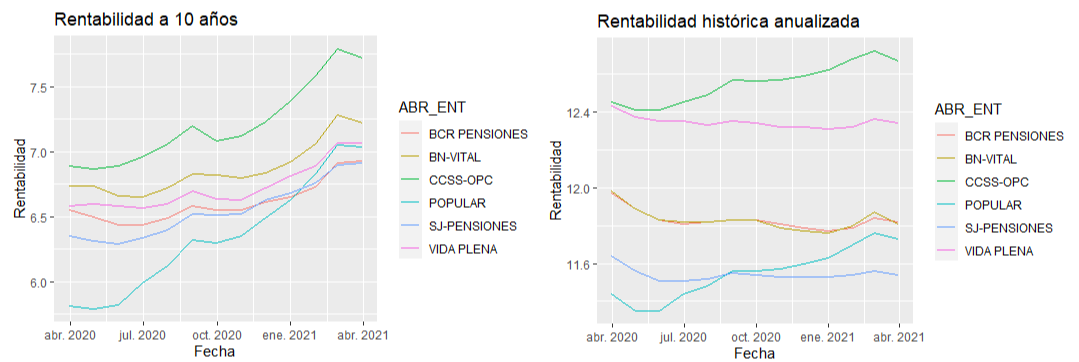 Rentabilidad a 10 años
Rentabilidad
7.5
7.0
6.5
6.0
abr. 2020 jul. 2020 oct. 2020 ene. 2021 abr. 2021
Fecha
ABR_ENT
BCR PENSIONES
BN-VITAL
CCSS-OPC
POPULAR
SJ-PENSIONES
VIDA PLENA
Rentabilidad histórica anualizada
Rentabilidad
12.4
12.0
11.6
abr. 2020 jul. 2020 oct. 2020 ene. 2021 abr. 2021
Fecha
ABR_ENT
BCR PENSIONES
BN-VITAL
CCSS-OPC
POPULAR
SJ-PENSIONES
VIDA PLENA